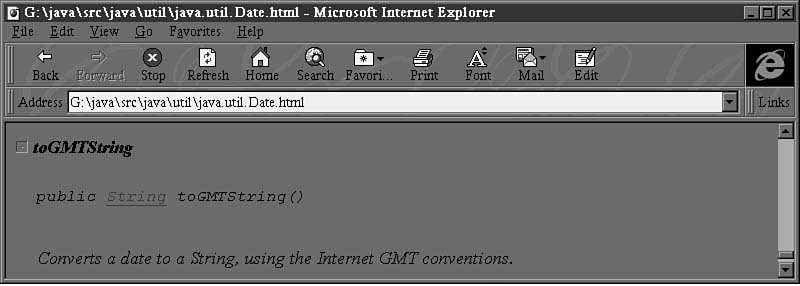 G:\java\src\java\util\java.util.Date.html - Microsoft Internet Explorer
File Edit View Go Favorites Help
Back Forward Stop Refresh Home Search Favori... Print Font Mail Edit
Address G:\java\src\java\util\java.util.Date.html Links
toGMTString
public String toGMTString()
Converts a date to a String, using the Internet GMT conventions.